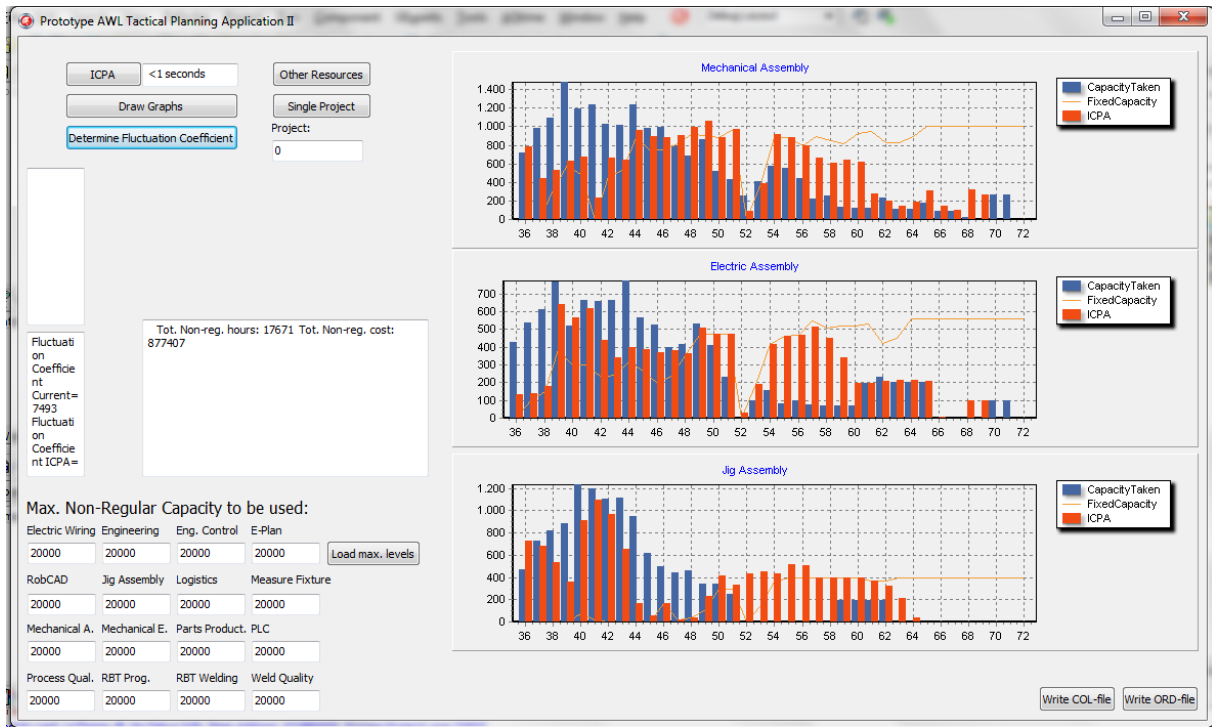 Prototype AWL Tactical Planning Application II
ICPA <1 seconds Other Resources
Draw Graphs Single Project
Determine Fluctuation Coefficient Project:
0
Tot. Non-reg. hours: 17671 Tot. Non-reg. cost:
877407
Fluctuati
on
Coefficie
nt
Current=
7493
Fluctuati
on
Coefficie
nt ICPA=
Max. Non-Regular Capacity to be used:
Electric Wiring Engineering Eng. Control E-Plan
20000 20000 20000 20000 Load max. levels
RobCAD Jig Assembly Logistics Measure Fixture
20000 20000 20000 20000
Mechanical A. Mechanical E. Parts Product. PLC
20000 20000 20000 20000
Process Qual. RBT Prog. RBT Welding Weld Quality
20000 20000 20000 20000
Mechanical Assembly
1.400
1.200
1.000
800
600
400
200
0
36 38 40 42 44 46 48 50 52 54 56 58 60 62 64 66 68 70 72
CapacityTaken
FixedCapacity
ICPA
Electric Assembly
700
600
500
400
300
200
100
0
36 38 40 42 44 46 48 50 52 54 56 58 60 62 64 66 68 70 72
CapacityTaken
FixedCapacity
ICPA
Jig Assembly
1.200
1.000
800
600
400
200
0
36 38 40 42 44 46 48 50 52 54 56 58 60 62 64 66 68 70 72
CapacityTaken
FixedCapacity
ICPA
Write COL-file Write ORD-file